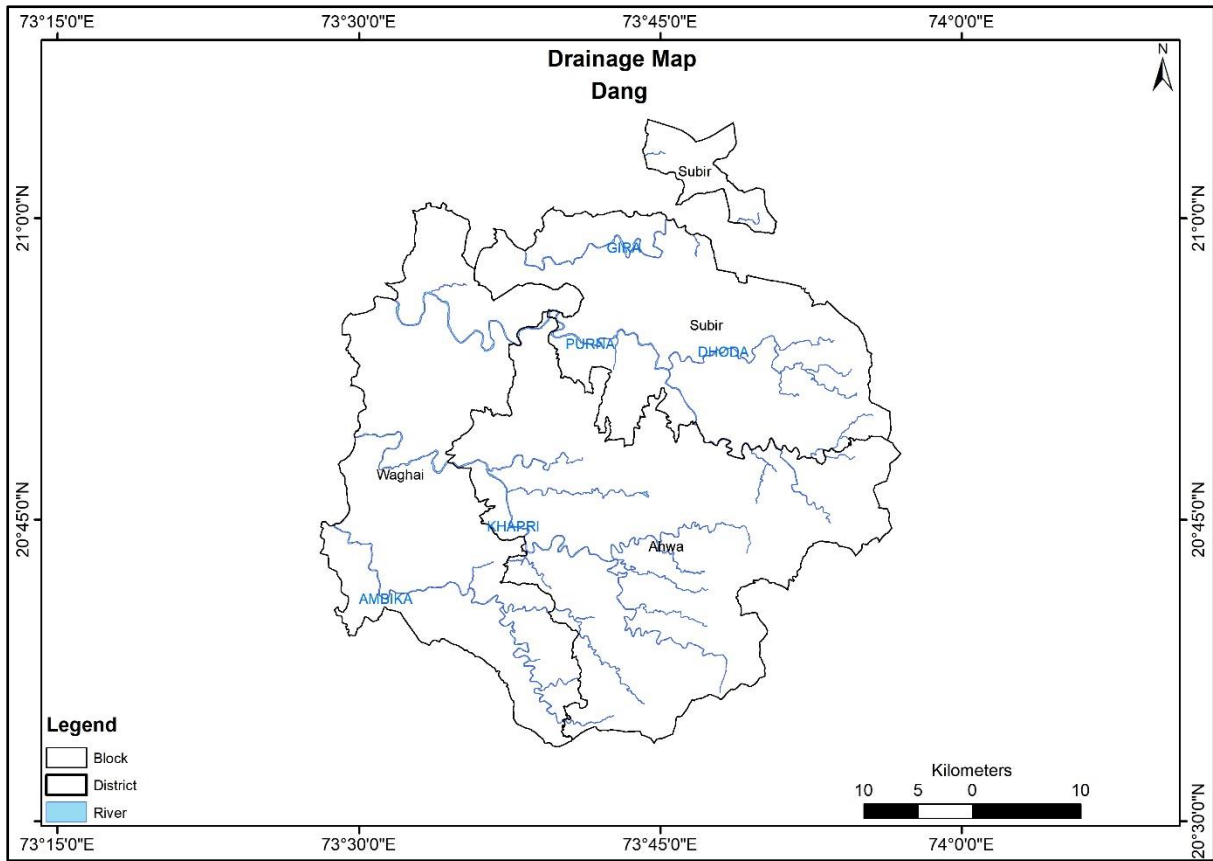 73°15'0"E
73°30'0"E
73°45'0"E
74°0'0"E
Drainage Map
Dang
N
Subir
21°0'0"N
21°0'0"N
GIRA
Subir
PURNA
DHODA
Waghai
20°45'0"N
20°45'0"N
KHAPRI
Ahwa
AMBIKA
Legend
Block
District
River
Kilometers
10 5 0 10
20°30'0"N
73°15'0"E
73°30'0"E
73°45'0"E
74°0'0"E